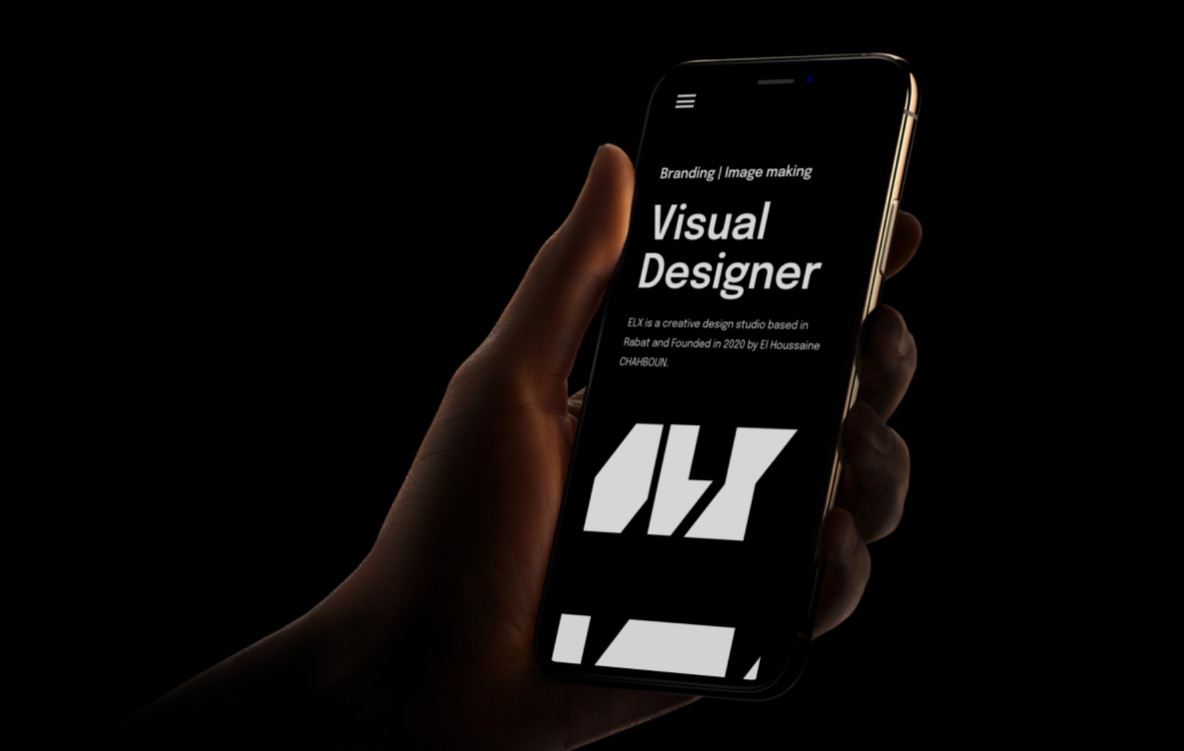 Branding | Image making
Visual
Designer
ELX is a creative design studio based in
Rabat and Founded in 2020 by El Houssaine
CHAHBOUN.
ELX